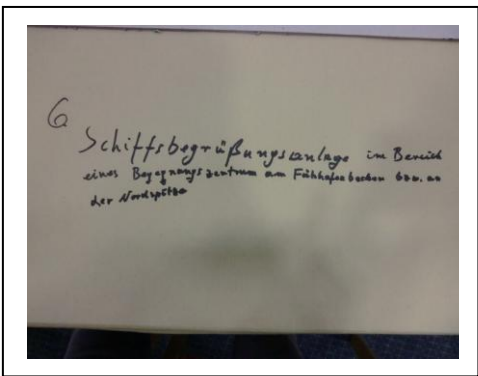 6
Schiffsbegrüßungsanlage im Bereich
eines Begegnungszentrum am Fährhafenbecken bzw. an
der Nordspitze